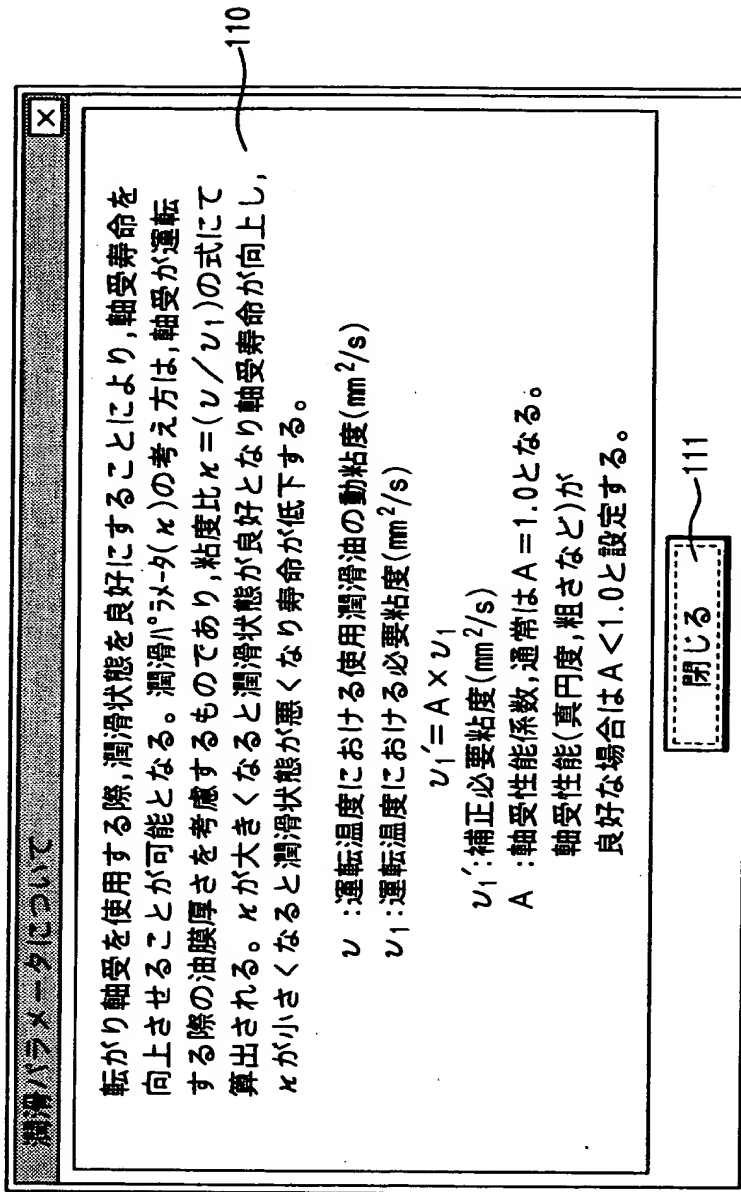 潤滑パラメータについて
×
転がり軸受を使用する際,潤滑状態を良好にすることにより,軸受寿命を
向上させることが可能となる。潤滑パラメータ(κ)の考え方は,軸受が運転
する際の油膜厚さを考慮するものであり,粘度比κ=(ν/ν₁)の式にて
算出される。κが大きくなると潤滑状態が良好となり軸受寿命が向上し,
κが小さくなると潤滑状態が悪くなり寿命が低下する。
110
ν :運転温度における使用潤滑油の動粘度(mm²/s)
ν₁:運転温度における必要粘度(mm²/s)
ν₁′=A×ν₁
ν₁′:補正必要粘度(mm²/s)
A :軸受性能係数,通常はA=1.0となる。
軸受性能(真円度,粗さなど)が
良好な場合はA<1.0と設定する。
閉じる
111